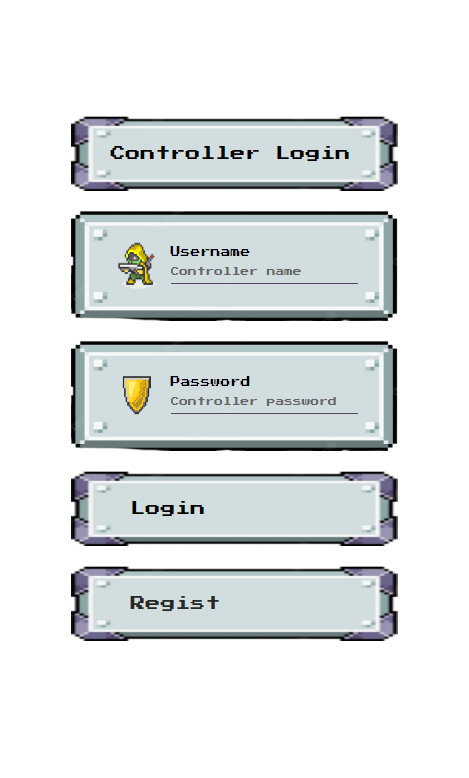 Controller Login
Username
Controller name
Password
Controller password
Login
Regist